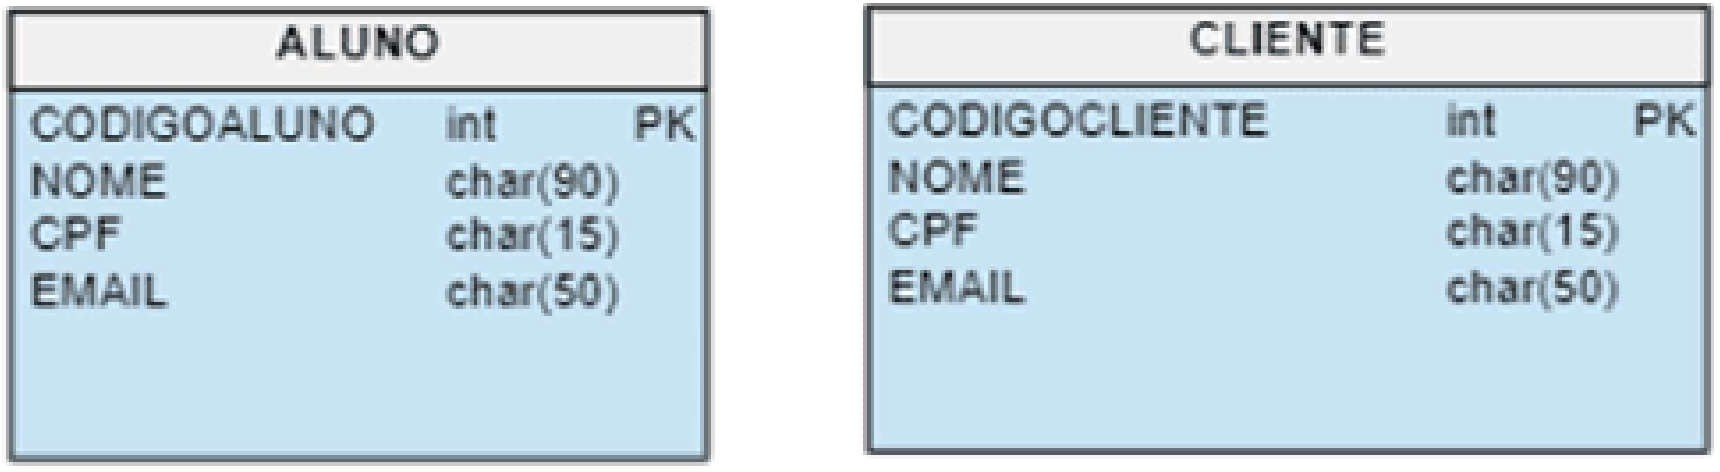 ALUNO
CODIGOALUNO int PK
NOME char(90)
CPF char(15)
EMAIL char(50)
CLIENTE
CODIGOCLIENTE int PK
NOME char(90)
CPF char(15)
EMAIL char(50)